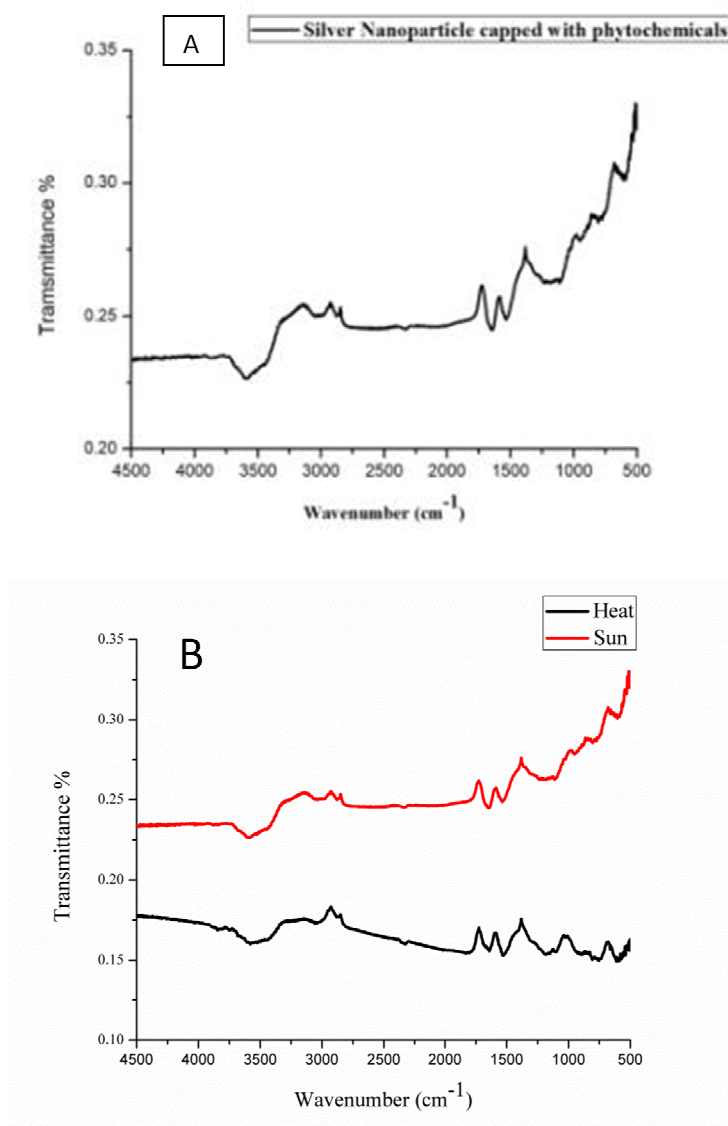 A
Silver Nanoparticle capped with phytochemicals
0.35
0.30
0.25
0.20
Tramsmittance %
4500 4000 3500 3000 2500 2000 1500 1000 500
Wavenumber (cm-1)
B
Heat
Sun
0.35
0.30
0.25
0.20
0.15
0.10
Transmittance %
4500 4000 3500 3000 2500 2000 1500 1000 500
Wavenumber (cm-1)